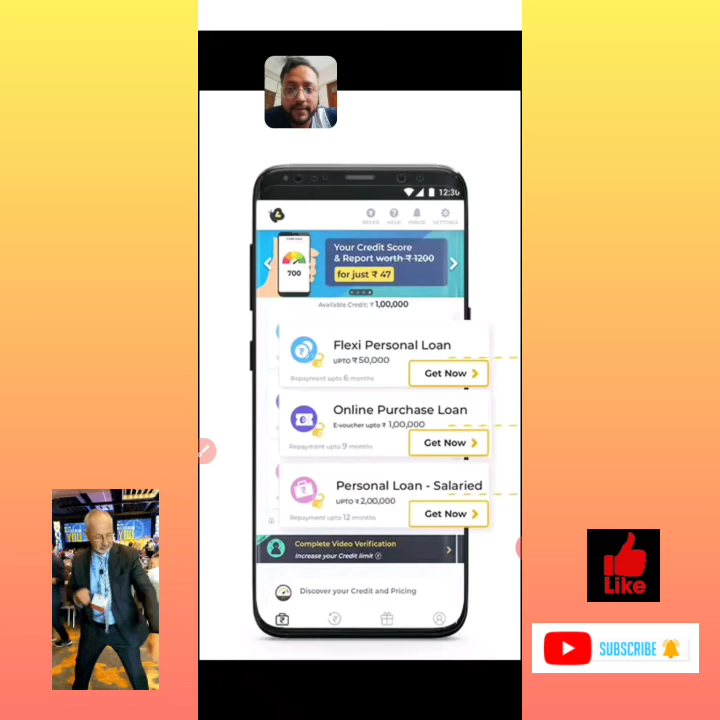 12:30
HELP
SETTINGS
Your Credit Score
& Report worth ₹1200
for just ₹ 47
700
Available Credit: ₹ 1,00,000
Flexi Personal Loan
UPTO ₹ 50,000
Repayment upto 6 months
Get Now
Online Purchase Loan
E-voucher upto ₹ 1,00,000
Repayment upto 9 months
Get Now
Personal Loan - Salaried
UPTO ₹ 2,00,000
Repayment upto 12 months
Get Now
Complete Video Verification
Increase your Credit limit
Discover your Credit and Pricing
YOU
YOU
Like
SUBSCRIBE